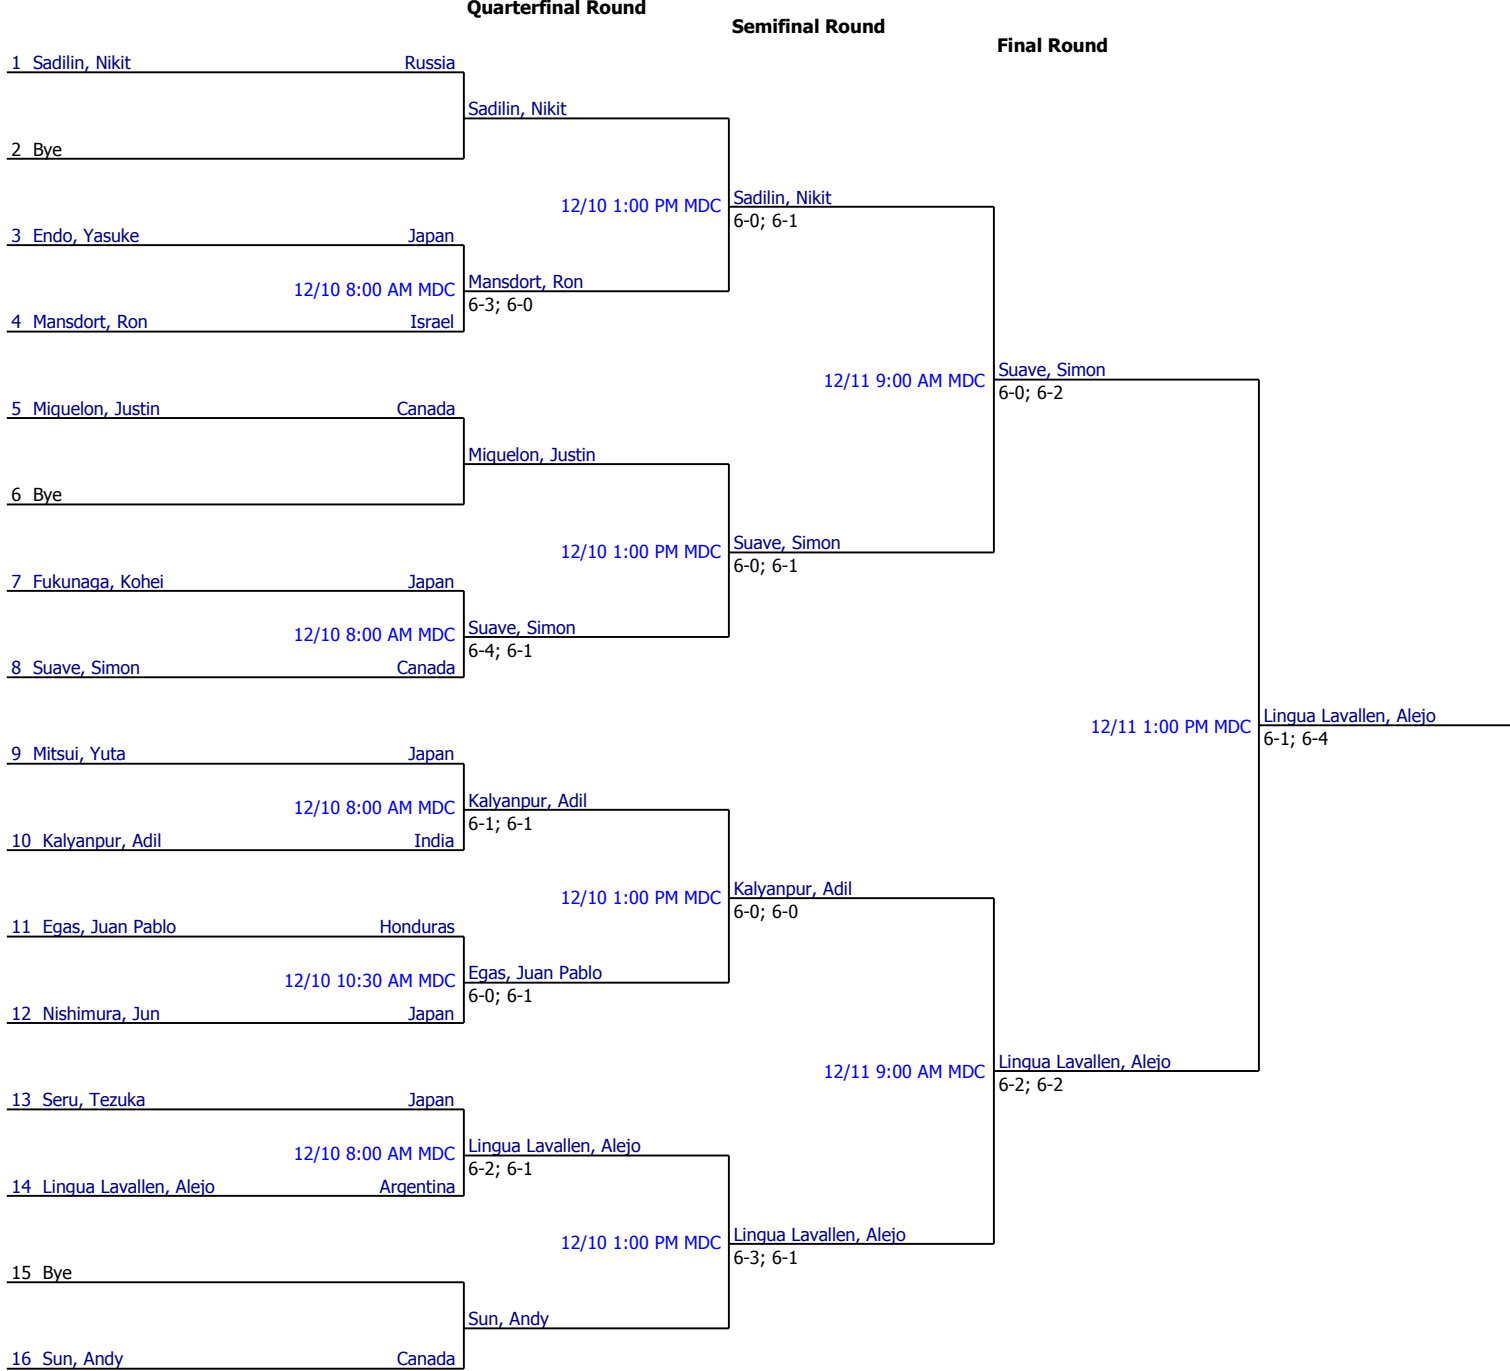 Quarterfinal Round
Semifinal Round
Final Round
1 Sadilin, Nikit Russia
Sadilin, Nikit
2 Bye
12/10 1:00 PM MDC Sadilin, Nikit
6-0; 6-1
3 Endo, Yasuke Japan
12/10 8:00 AM MDC Mansdort, Ron
6-3; 6-0
4 Mansdort, Ron Israel
12/11 9:00 AM MDC Suave, Simon
6-0; 6-2
5 Miquelon, Justin Canada
Miquelon, Justin
6 Bye
12/10 1:00 PM MDC Suave, Simon
6-0; 6-1
7 Fukunaga, Kohei Japan
12/10 8:00 AM MDC Suave, Simon
6-4; 6-1
8 Suave, Simon Canada
12/11 1:00 PM MDC Lingua Lavallen, Alejo
6-1; 6-4
9 Mitsui, Yuta Japan
12/10 8:00 AM MDC Kalyanpur, Adil
6-1; 6-1
10 Kalyanpur, Adil India
12/10 1:00 PM MDC Kalyanpur, Adil
6-0; 6-0
11 Egas, Juan Pablo Honduras
12/10 10:30 AM MDC Egas, Juan Pablo
6-0; 6-1
12 Nishimura, Jun Japan
12/11 9:00 AM MDC Lingua Lavallen, Alejo
6-2; 6-2
13 Seru, Tezuka Japan
12/10 8:00 AM MDC Lingua Lavallen, Alejo
6-2; 6-1
14 Lingua Lavallen, Alejo Argentina
12/10 1:00 PM MDC Lingua Lavallen, Alejo
6-3; 6-1
15 Bye
Sun, Andy
16 Sun, Andy Canada